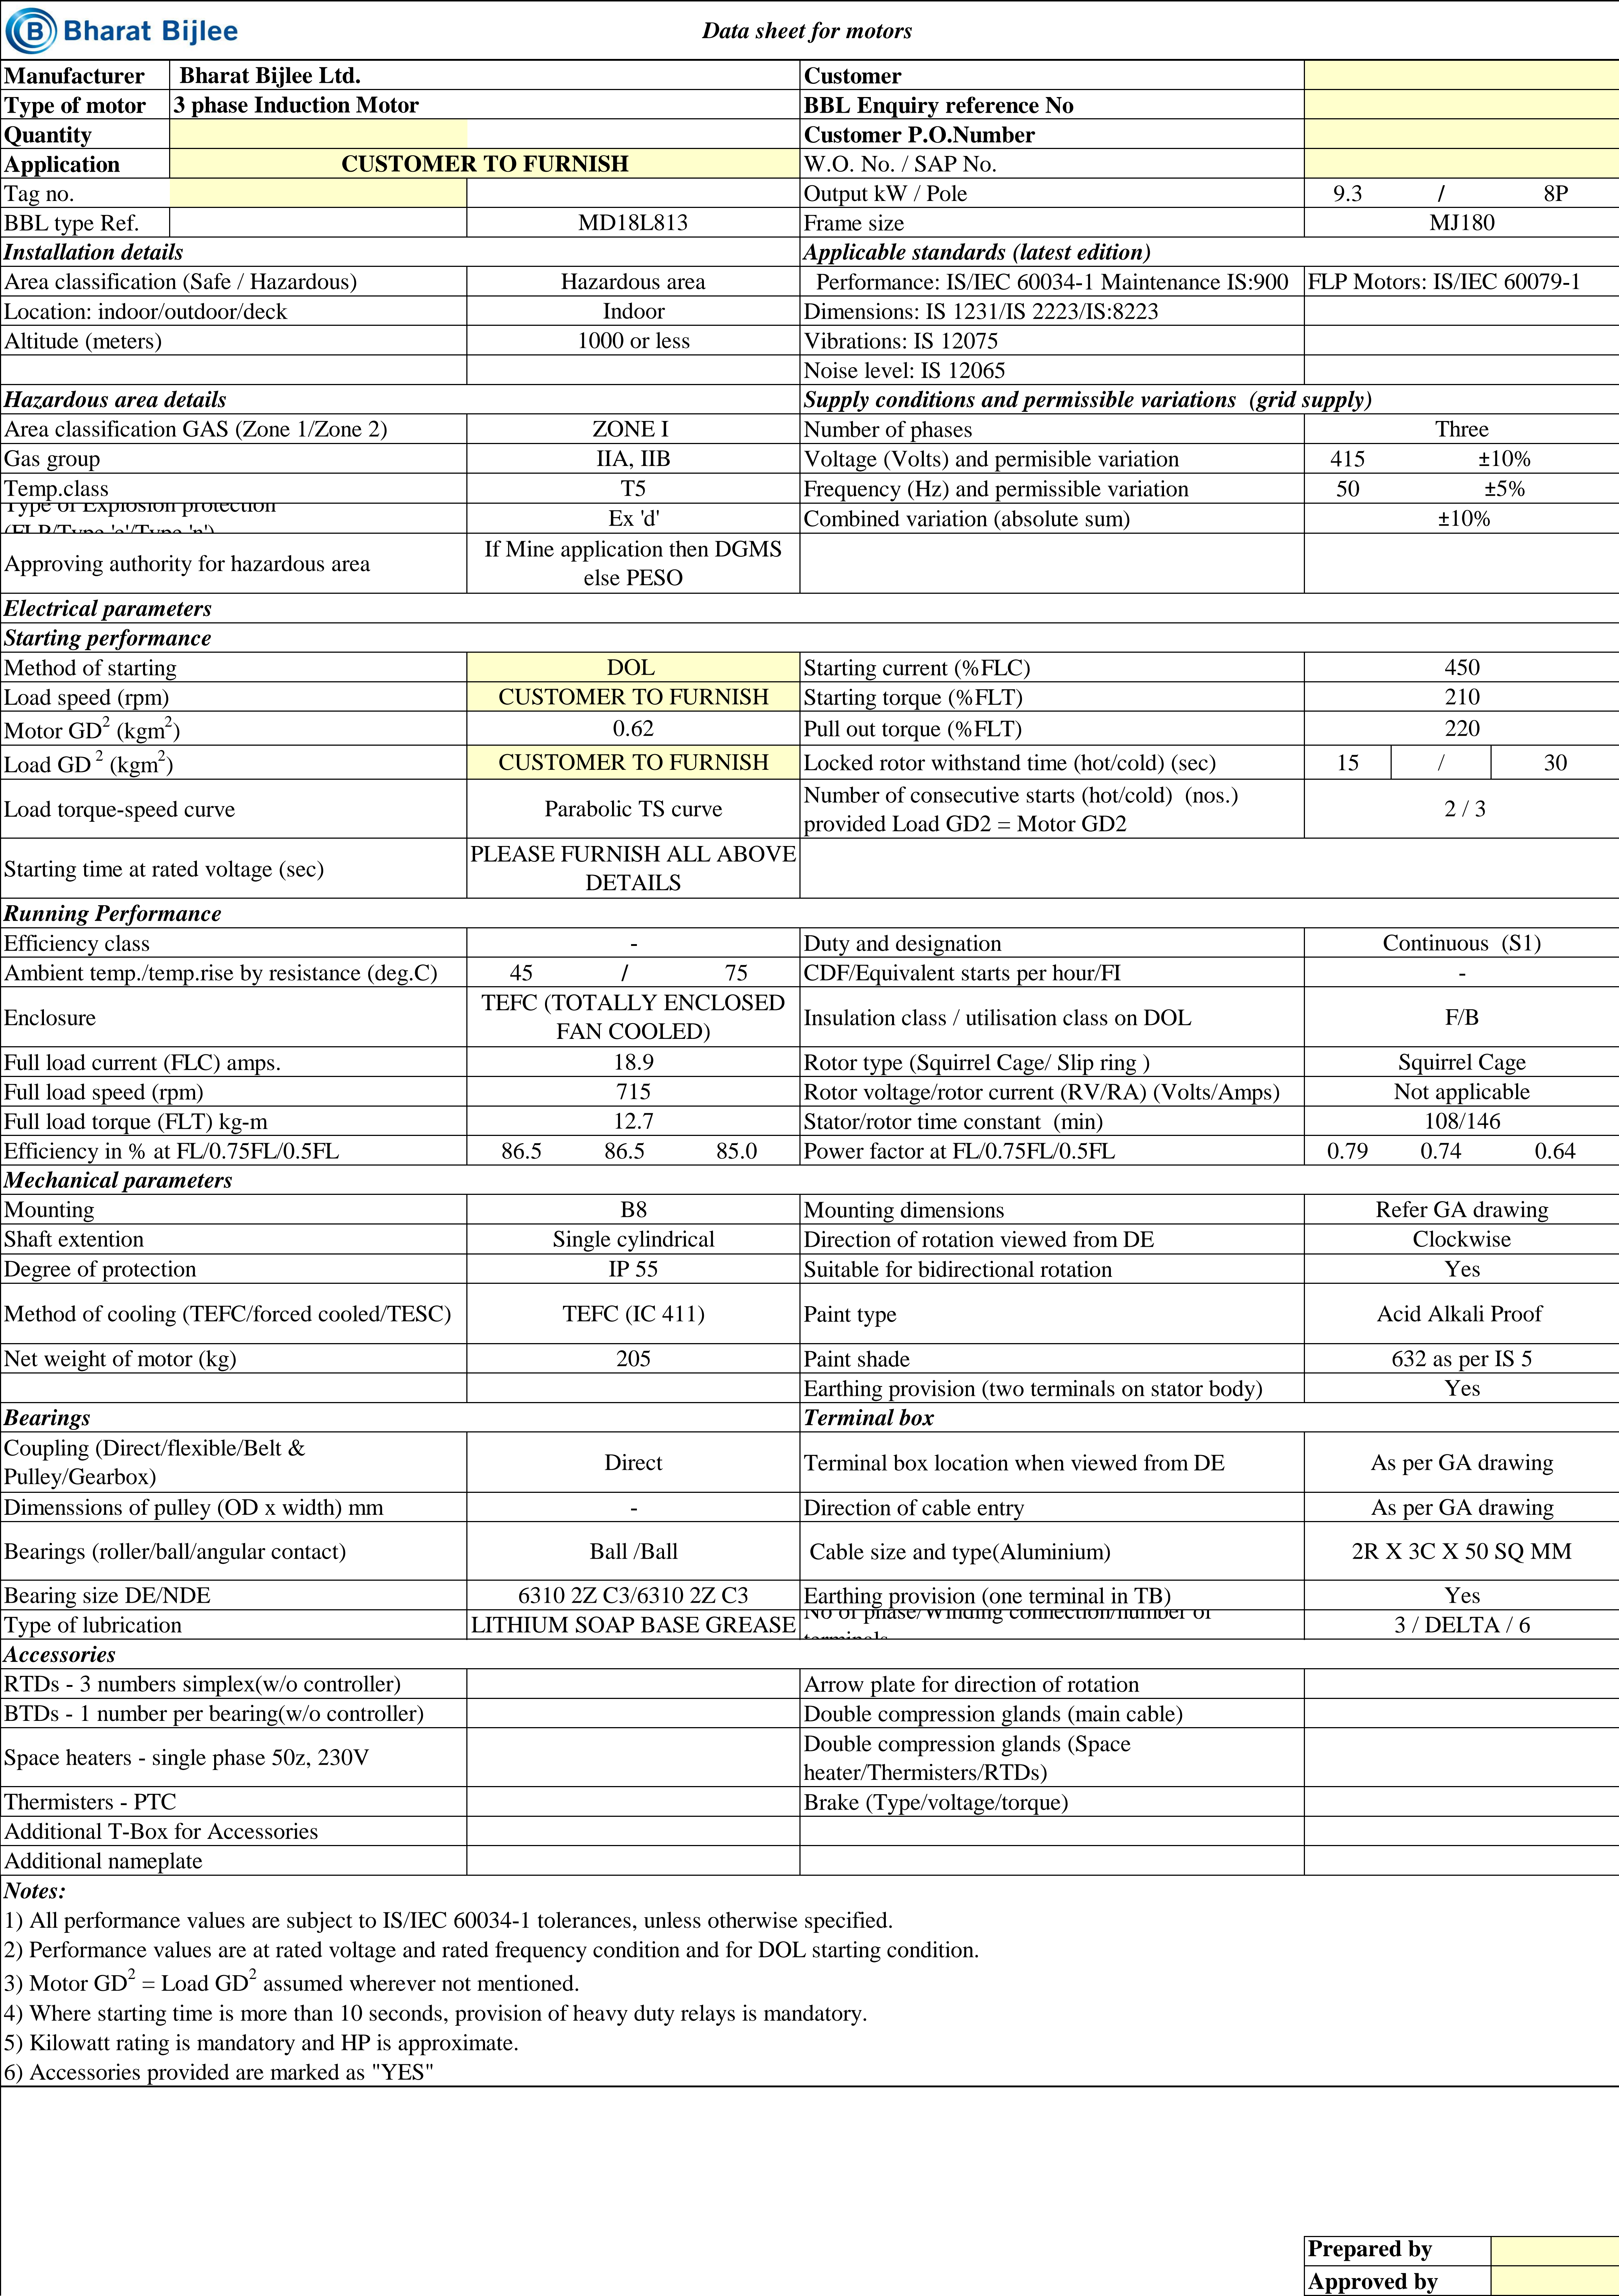 B Bharat Bijlee
Data sheet for motors
Manufacturer Bharat Bijlee Ltd. Customer
Type of motor 3 phase Induction Motor BBL Enquiry reference No
Quantity Customer P.O.Number
Application CUSTOMER TO FURNISH W.O. No. / SAP No.
Tag no. Output kW / Pole 9.3 / 8P
BBL type Ref. MD18L813 Frame size MJ180
Installation details Applicable standards (latest edition)
Area classification (Safe / Hazardous) Hazardous area Performance: IS/IEC 60034-1 Maintenance IS:900 FLP Motors: IS/IEC 60079-1
Location: indoor/outdoor/deck Indoor Dimensions: IS 1231/IS 2223/IS:8223
Altitude (meters) 1000 or less Vibrations: IS 12075
Noise level: IS 12065
Hazardous area details Supply conditions and permissible variations (grid supply)
Area classification GAS (Zone 1/Zone 2) ZONE I Number of phases Three
Gas group IIA, IIB Voltage (Volts) and permisible variation 415 ±10%
Temp.class T5 Frequency (Hz) and permissible variation 50 ±5%
Type of Explosion protection
(FLP/Type 'e'/Type 'n') Ex 'd' Combined variation (absolute sum) ±10%
Approving authority for hazardous area If Mine application then DGMS
else PESO
Electrical parameters
Starting performance
Method of starting DOL Starting current (%FLC) 450
Load speed (rpm) CUSTOMER TO FURNISH Starting torque (%FLT) 210
Motor GD2 (kgm2) 0.62 Pull out torque (%FLT) 220
Load GD 2 (kgm2) CUSTOMER TO FURNISH Locked rotor withstand time (hot/cold) (sec) 15 / 30
Load torque-speed curve Parabolic TS curve Number of consecutive starts (hot/cold) (nos.)
provided Load GD2 = Motor GD2 2 / 3
Starting time at rated voltage (sec) PLEASE FURNISH ALL ABOVE
DETAILS
Running Performance
Efficiency class - Duty and designation Continuous (S1)
Ambient temp./temp.rise by resistance (deg.C) 45 / 75 CDF/Equivalent starts per hour/FI -
Enclosure TEFC (TOTALLY ENCLOSED
FAN COOLED) Insulation class / utilisation class on DOL F/B
Full load current (FLC) amps. 18.9 Rotor type (Squirrel Cage/ Slip ring ) Squirrel Cage
Full load speed (rpm) 715 Rotor voltage/rotor current (RV/RA) (Volts/Amps) Not applicable
Full load torque (FLT) kg-m 12.7 Stator/rotor time constant (min) 108/146
Efficiency in % at FL/0.75FL/0.5FL 86.5 86.5 85.0 Power factor at FL/0.75FL/0.5FL 0.79 0.74 0.64
Mechanical parameters
Mounting B8 Mounting dimensions Refer GA drawing
Shaft extention Single cylindrical Direction of rotation viewed from DE Clockwise
Degree of protection IP 55 Suitable for bidirectional rotation Yes
Method of cooling (TEFC/forced cooled/TESC) TEFC (IC 411) Paint type Acid Alkali Proof
Net weight of motor (kg) 205 Paint shade 632 as per IS 5
Earthing provision (two terminals on stator body) Yes
Bearings Terminal box
Coupling (Direct/flexible/Belt &
Pulley/Gearbox) Direct Terminal box location when viewed from DE As per GA drawing
Dimenssions of pulley (OD x width) mm - Direction of cable entry As per GA drawing
Bearings (roller/ball/angular contact) Ball /Ball Cable size and type(Aluminium) 2R X 3C X 50 SQ MM
Bearing size DE/NDE 6310 2Z C3/6310 2Z C3 Earthing provision (one terminal in TB) Yes
Type of lubrication LITHIUM SOAP BASE GREASE No of phase/Winding connection/number of
terminals 3 / DELTA / 6
Accessories
RTDs - 3 numbers simplex(w/o controller) Arrow plate for direction of rotation
BTDs - 1 number per bearing(w/o controller) Double compression glands (main cable)
Space heaters - single phase 50z, 230V Double compression glands (Space
heater/Thermisters/RTDs)
Thermisters - PTC Brake (Type/voltage/torque)
Additional T-Box for Accessories
Additional nameplate
Notes:
1) All performance values are subject to IS/IEC 60034-1 tolerances, unless otherwise specified.
2) Performance values are at rated voltage and rated frequency condition and for DOL starting condition.
3) Motor GD2 = Load GD2 assumed wherever not mentioned.
4) Where starting time is more than 10 seconds, provision of heavy duty relays is mandatory.
5) Kilowatt rating is mandatory and HP is approximate.
6) Accessories provided are marked as "YES"
Prepared by
Approved by